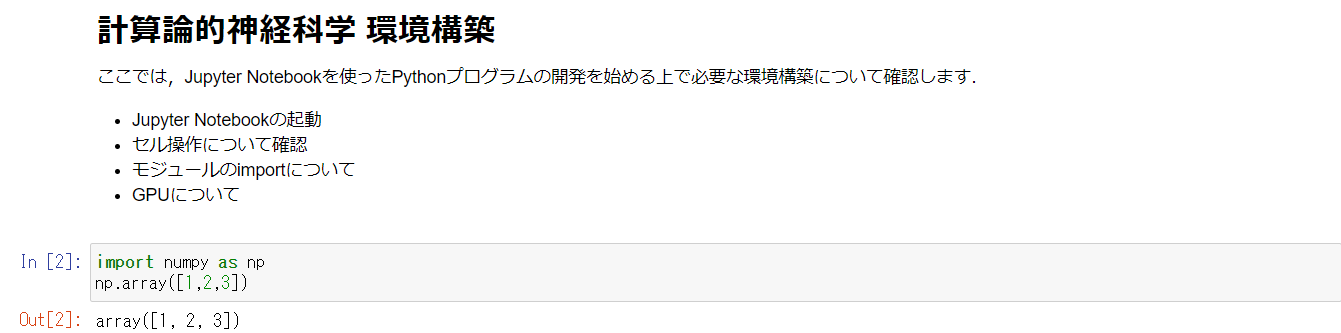 計算論的神経科学 環境構築
ここでは，Jupyter Notebookを使ったPythonプログラムの開発を始める上で必要な環境構築について確認します．
• Jupyter Notebookの起動
• セル操作について確認
• モジュールのimportについて
• GPUについて
In [2]: import numpy as np
np.array([1,2,3])
Out[2]: array([1, 2, 3])